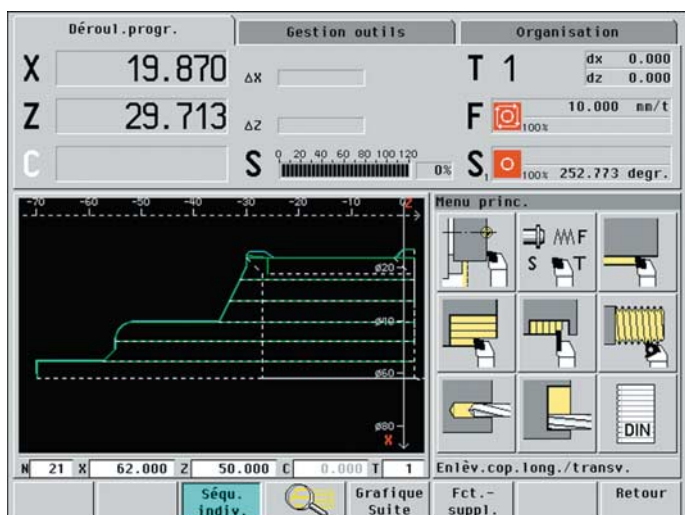 Déroul.progr. Gestion outils Organisation
X 19.870 ΔX T 1 dx 0.000
dz 0.000
Z 29.713 ΔZ F 100% 10.000 mm/t
C S 0 20 40 60 80 100 120 0% S1 100% 252.773 degr.
-70 -60 -50 -40 -30 -20 -10 0 Z
ø20
ø40
ø60
ø80
X
Menu princ.
F
S T
DIN
N 21 X 62.000 Z 50.000 C 0.000 T 1
Enlèv.cop.long./transv.
Séqu. indiv.
Grafique Suite
Fct.- suppl.
Retour